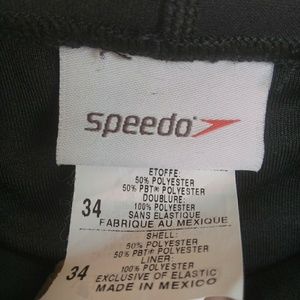 speedo
ETOFFE:
50% POLYESTER
50% PBT® POLYESTER
DOUBLURE:
100% POLYESTER
34 SANS ELASTIQUE
FABRIQUE AU MEXIQUE
SHELL:
50% POLYESTER
50% PBT® POLYESTER
LINER:
34 100% POLYESTER
EXCLUSIVE OF ELASTIC
MADE IN MEXICO